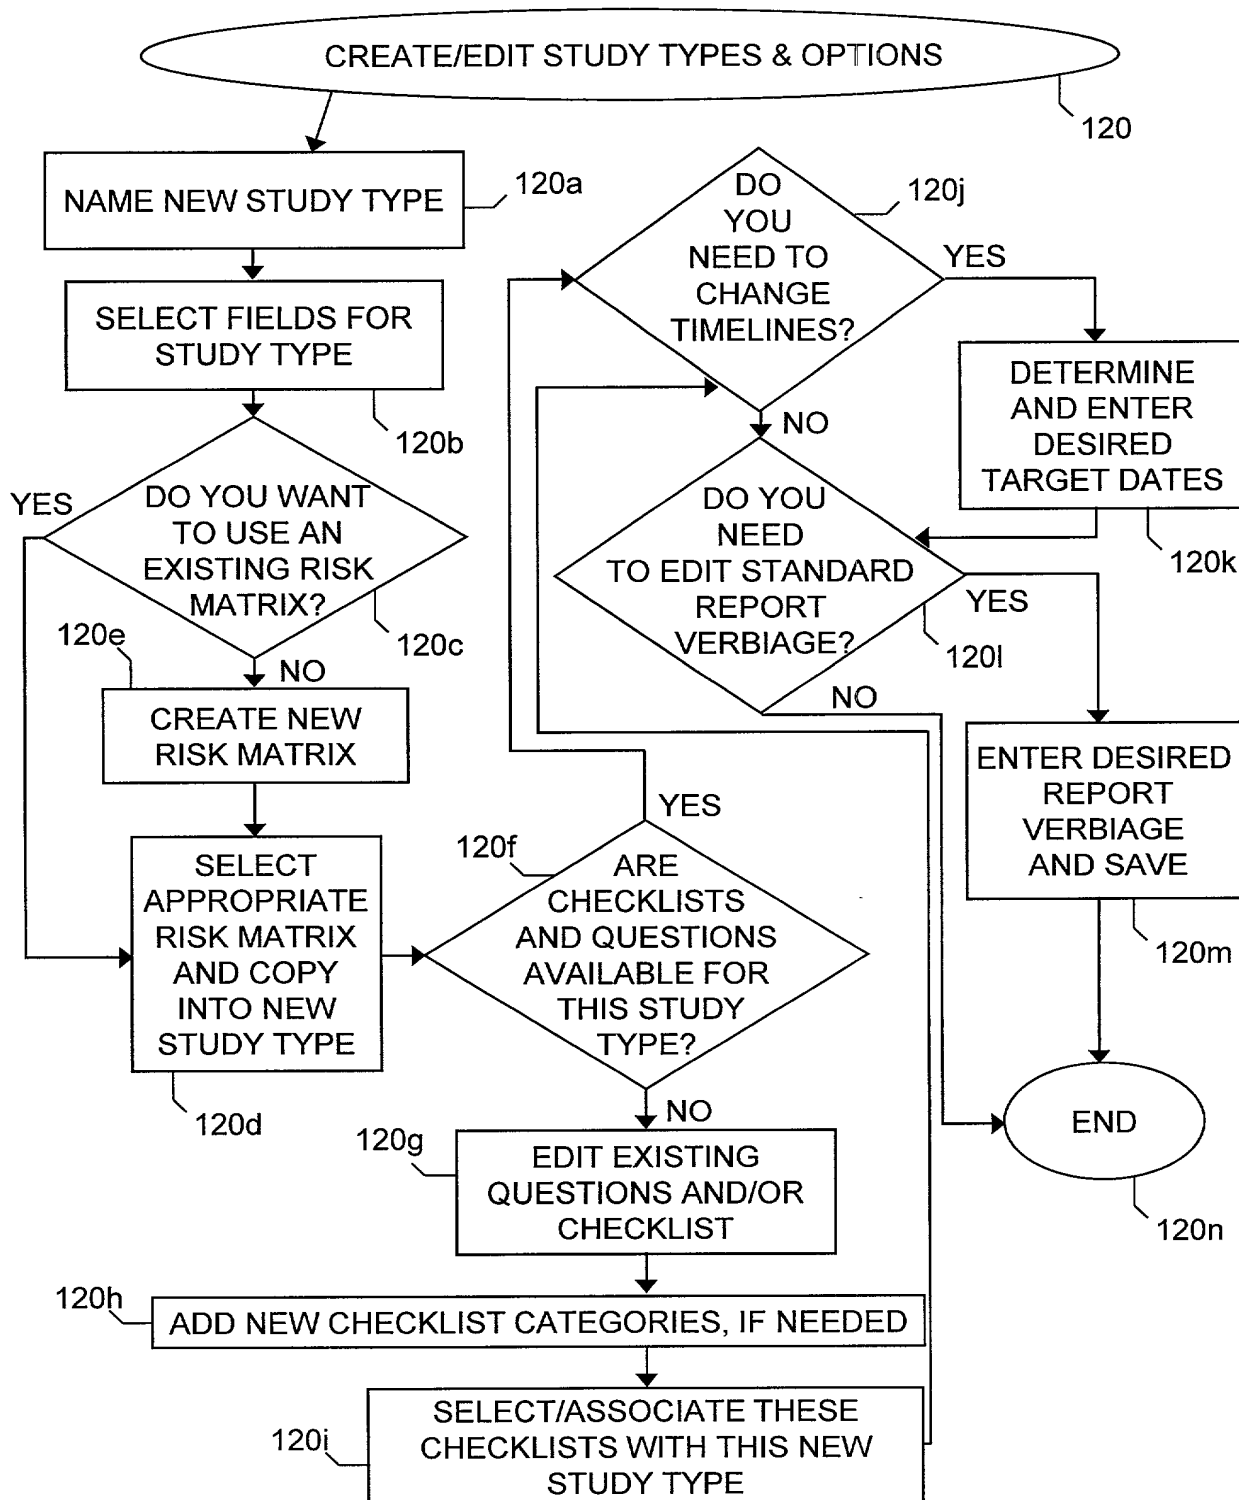 CREATE/EDIT STUDY TYPES & OPTIONS
120
NAME NEW STUDY TYPE
120a
SELECT FIELDS FOR
STUDY TYPE
120b
YES
DO YOU WANT
TO USE AN
EXISTING RISK
MATRIX?
120c
NO
120e
CREATE NEW
RISK MATRIX
SELECT
APPROPRIATE
RISK MATRIX
AND COPY
INTO NEW
STUDY TYPE
120d
120f
YES
ARE
CHECKLISTS
AND QUESTIONS
AVAILABLE FOR
THIS STUDY
TYPE?
NO
120g
EDIT EXISTING
QUESTIONS AND/OR
CHECKLIST
120h
ADD NEW CHECKLIST CATEGORIES, IF NEEDED
120i
SELECT/ASSOCIATE THESE
CHECKLISTS WITH THIS NEW
STUDY TYPE
DO
YOU
NEED TO
CHANGE
TIMELINES?
120j
YES
NO
DETERMINE
AND ENTER
DESIRED
TARGET DATES
120k
DO YOU
NEED
TO EDIT STANDARD
REPORT
VERBIAGE?
120l
YES
NO
ENTER DESIRED
REPORT
VERBIAGE
AND SAVE
120m
END
120n